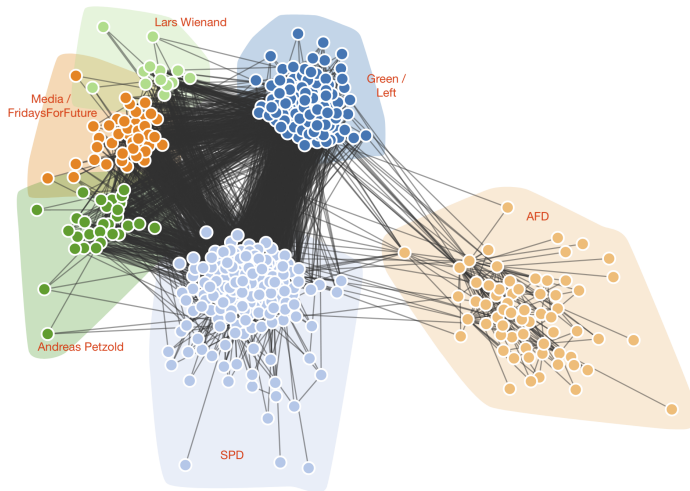 Lars Wienand
Green /
Left
Media /
FridaysForFuture
AFD
Andreas Petzold
SPD